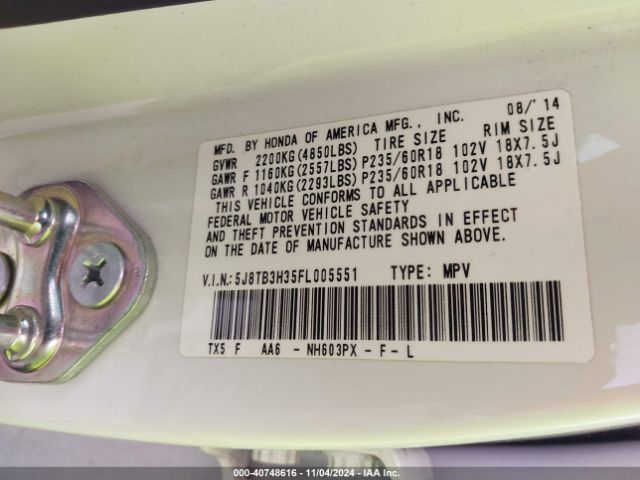 MFD. BY HONDA OF AMERICA MFG., INC. 08/'14
GVWR 2200KG(4850LBS) TIRE SIZE RIM SIZE
GAWR F 1160KG(2557LBS) P235/60R18 102V 18X7.5J
GAWR R 1040KG(2293LBS) P235/60R18 102V 18X7.5J
THIS VEHICLE CONFORMS TO ALL APPLICABLE
FEDERAL MOTOR VEHICLE SAFETY
AND THEFT PREVENTION STANDARDS IN EFFECT
ON THE DATE OF MANUFACTURE SHOWN ABOVE.
V.I.N.:5J8TB3H35FL005551 TYPE: MPV
TX5 F AA6 - NH603PX - F - L
000-40748616 - 11/04/2024 - IAAI.COM